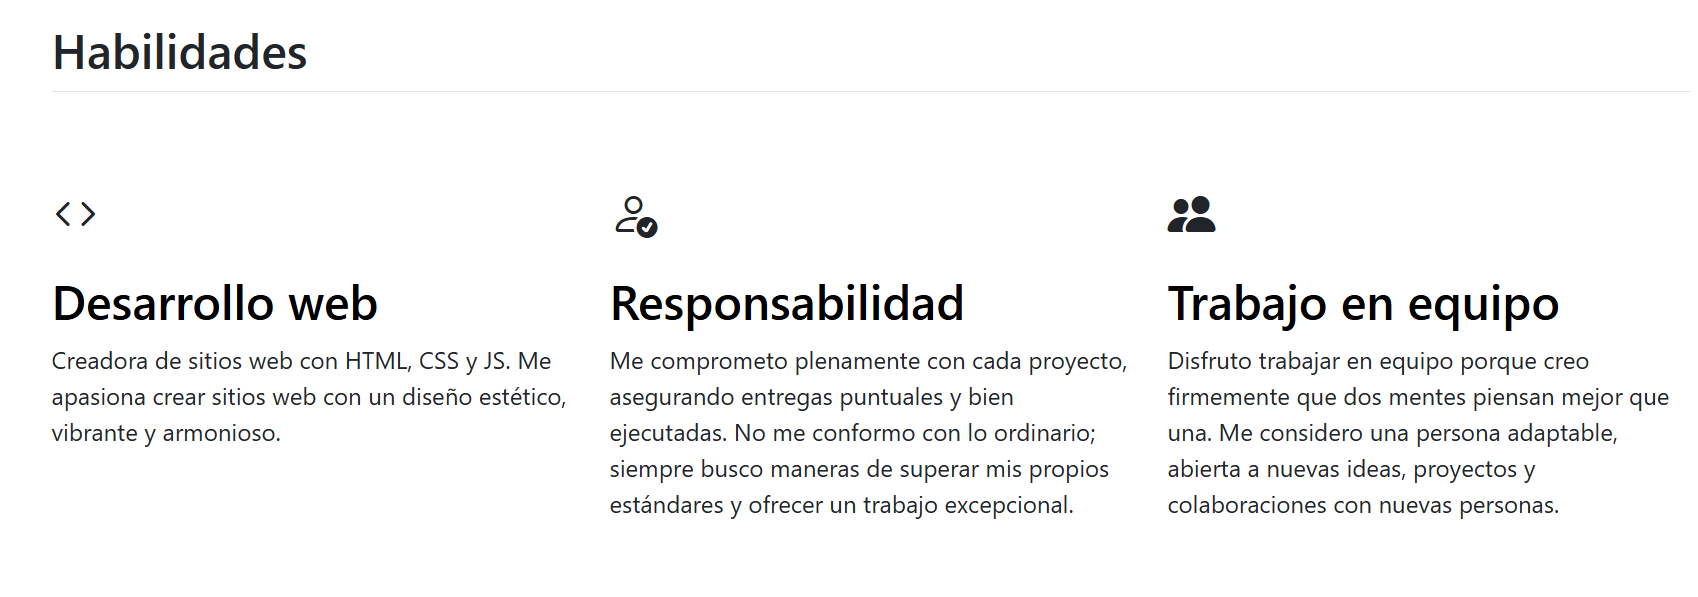 Habilidades
Desarrollo web
Creadora de sitios web con HTML, CSS y JS. Me
apasiona crear sitios web con un diseño estético,
vibrante y armonioso.
Responsabilidad
Me comprometo plenamente con cada proyecto,
asegurando entregas puntuales y bien
ejecutadas. No me conformo con lo ordinario;
siempre busco maneras de superar mis propios
estándares y ofrecer un trabajo excepcional.
Trabajo en equipo
Disfruto trabajar en equipo porque creo
firmemente que dos mentes piensan mejor que
una. Me considero una persona adaptable,
abierta a nuevas ideas, proyectos y
colaboraciones con nuevas personas.